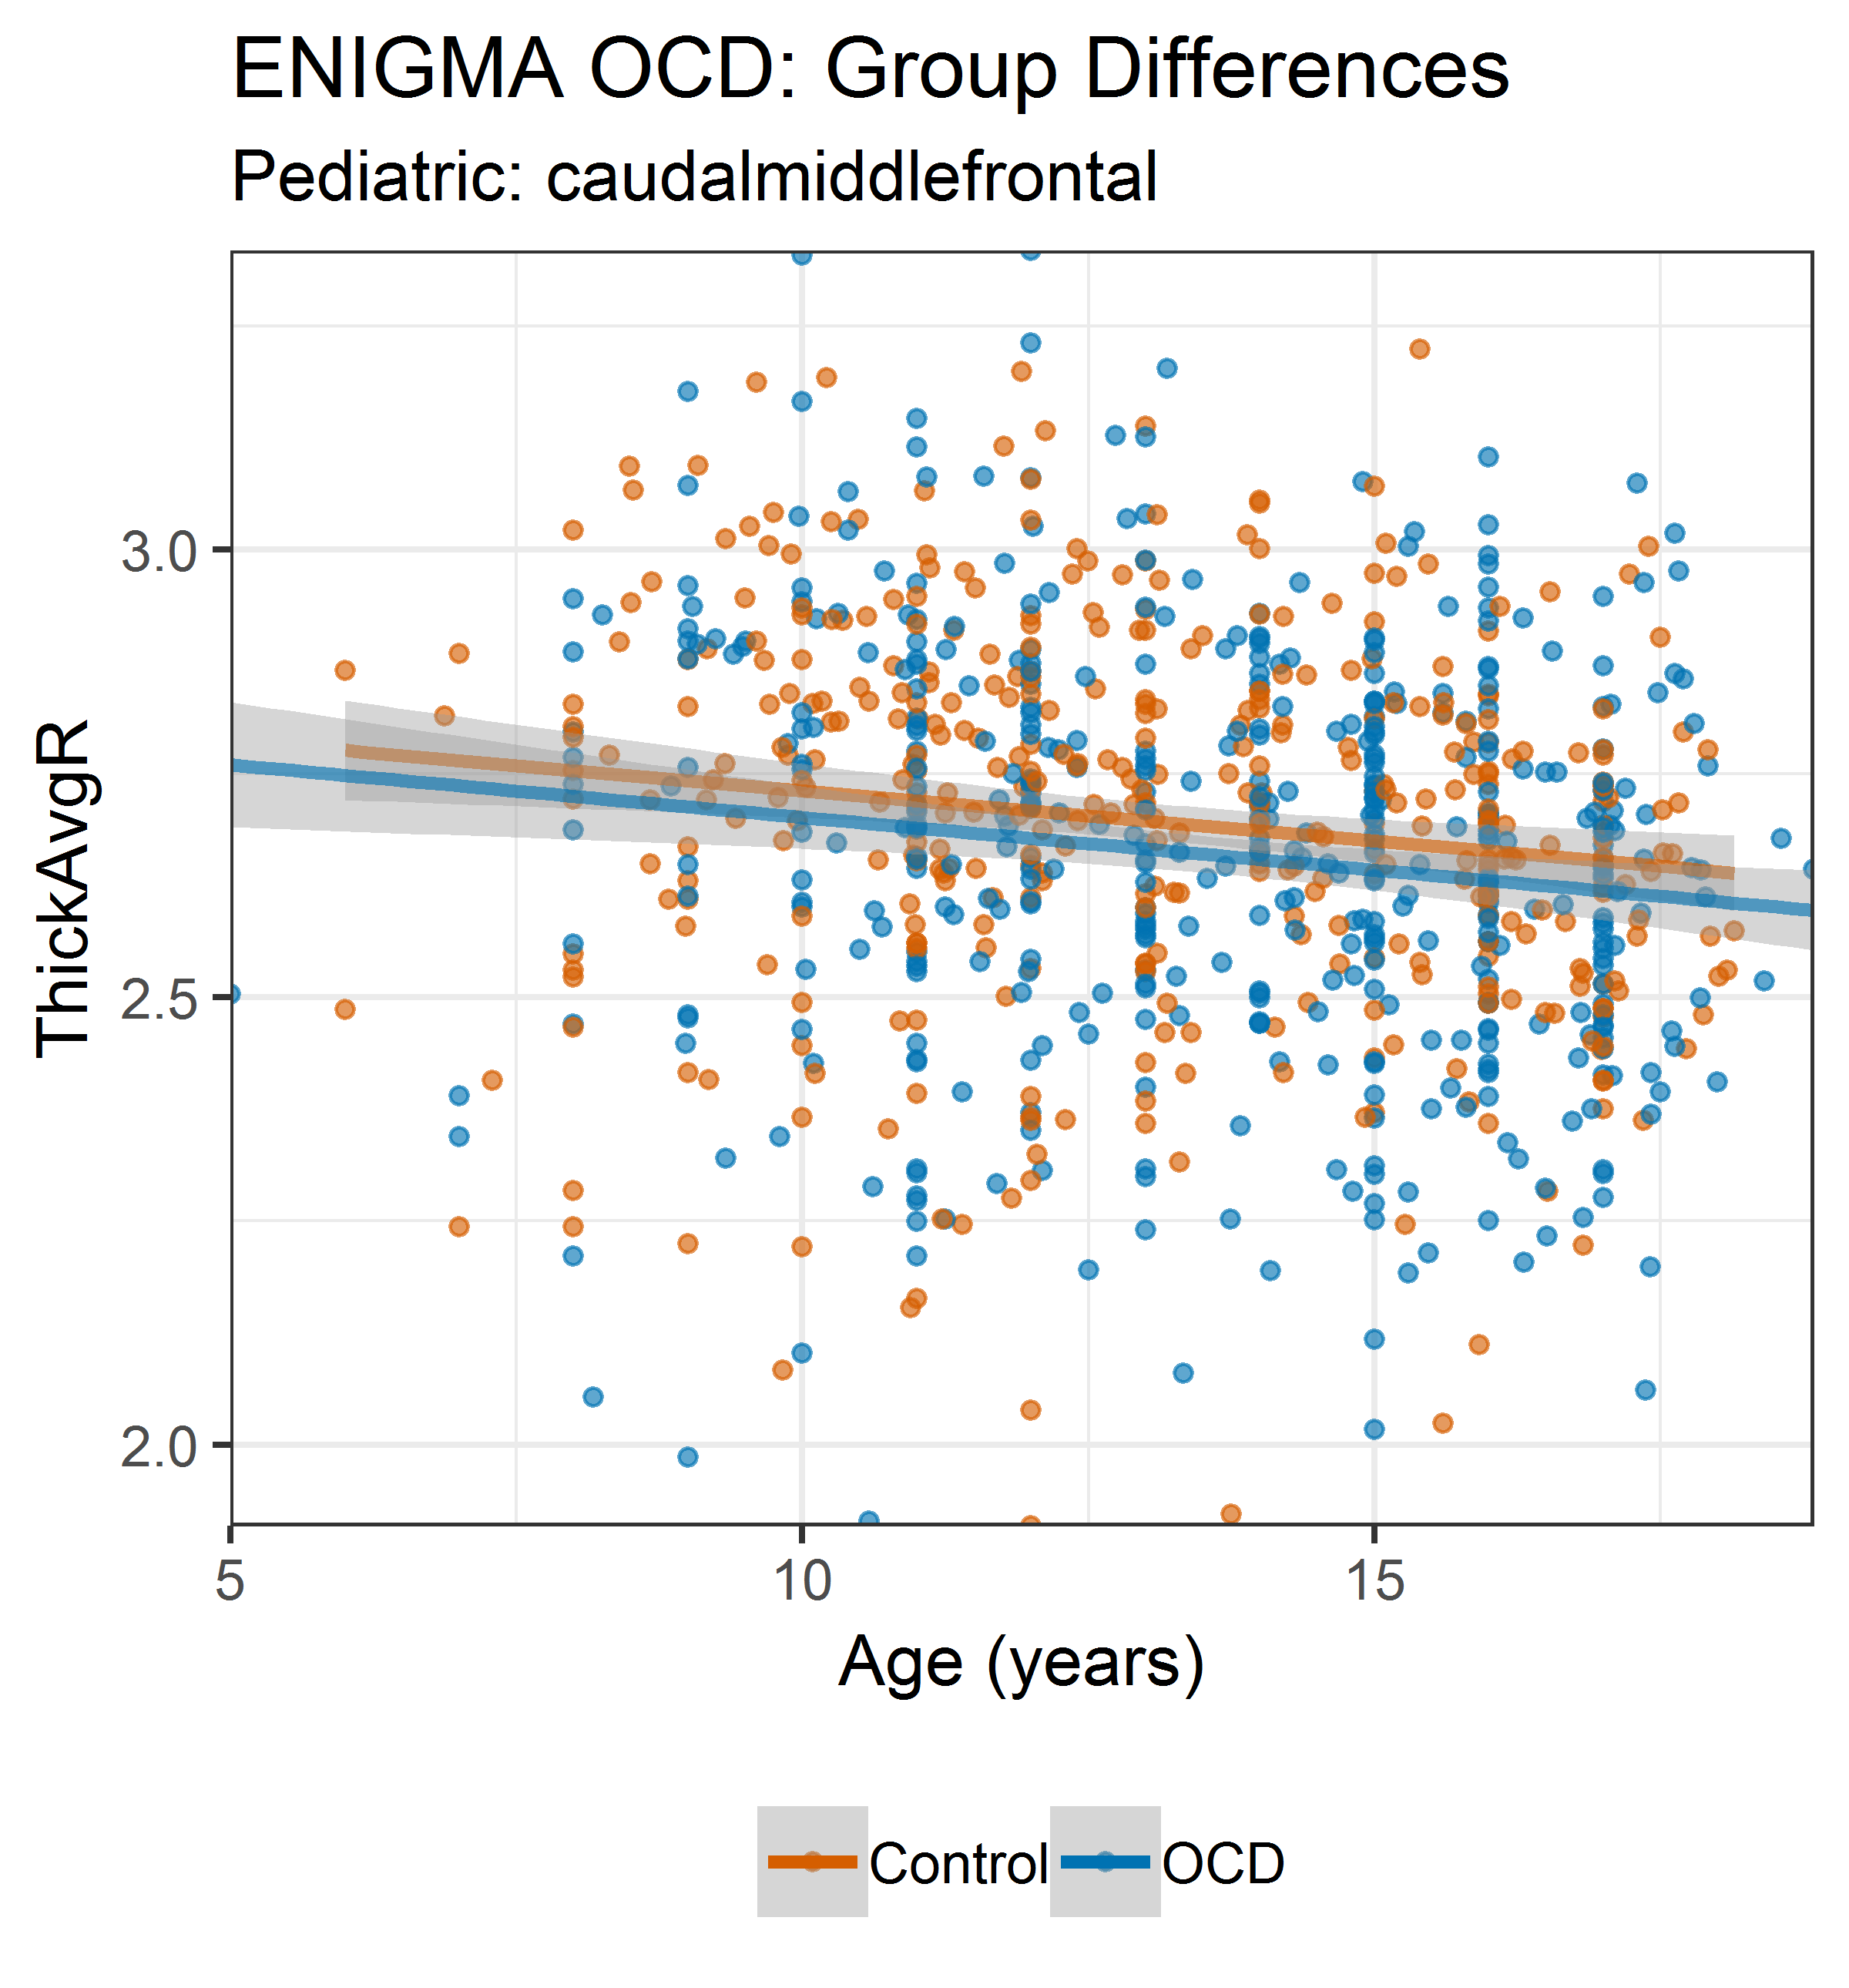 ENIGMA OCD: Group Differences
Pediatric: caudalmiddlefrontal
ThickAvgR
3.0
2.5
2.0
5 10 15
Age (years)
Control OCD